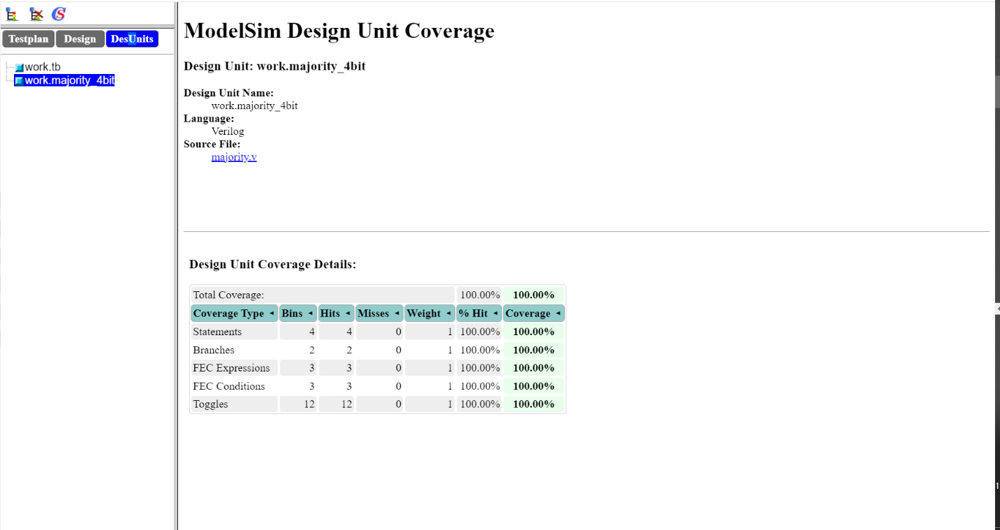 Testplan Design DesUnits
work.tb
work.majority_4bit
ModelSim Design Unit Coverage
Design Unit: work.majority_4bit
Design Unit Name:
work.majority_4bit
Language:
Verilog
Source File:
majority.v
Design Unit Coverage Details:
Total Coverage: 100.00% 100.00%
Coverage Type ◄ Bins ◄ Hits ◄ Misses ◄ Weight ◄ % Hit ◄ Coverage ◄
Statements 4 4 0 1 100.00% 100.00%
Branches 2 2 0 1 100.00% 100.00%
FEC Expressions 3 3 0 1 100.00% 100.00%
FEC Conditions 3 3 0 1 100.00% 100.00%
Toggles 12 12 0 1 100.00% 100.00%
1